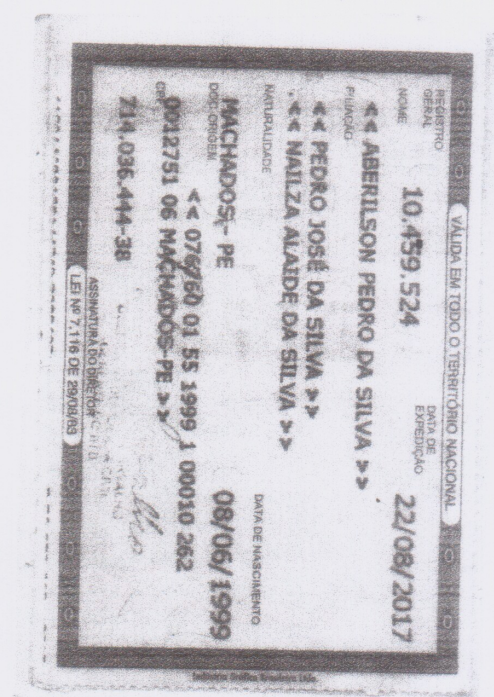 VÁLIDA EM TODO O TERRITÓRIO NACIONAL
REGISTRO GERAL 10.459.524 DATA DE EXPEDIÇÃO 22/08/2017
NOME
<< ABERILSON PEDRO DA SILVA >>
FILIAÇÃO
<< PEDRO JOSÉ DA SILVA >>
<< NAILZA ALAIDE DA SILVA >>
NATURALIDADE DATA DE NASCIMENTO
MACHADOS - PE 08/06/1999
DOC. ORIGEM
<< 076760 01 55 1999 1 00010 262
0012751 06 MACHADOS-PE >>
CPF
714.036.444-38
ASSINATURA DO DIRETOR
LEI Nº 7.116 DE 29/08/83